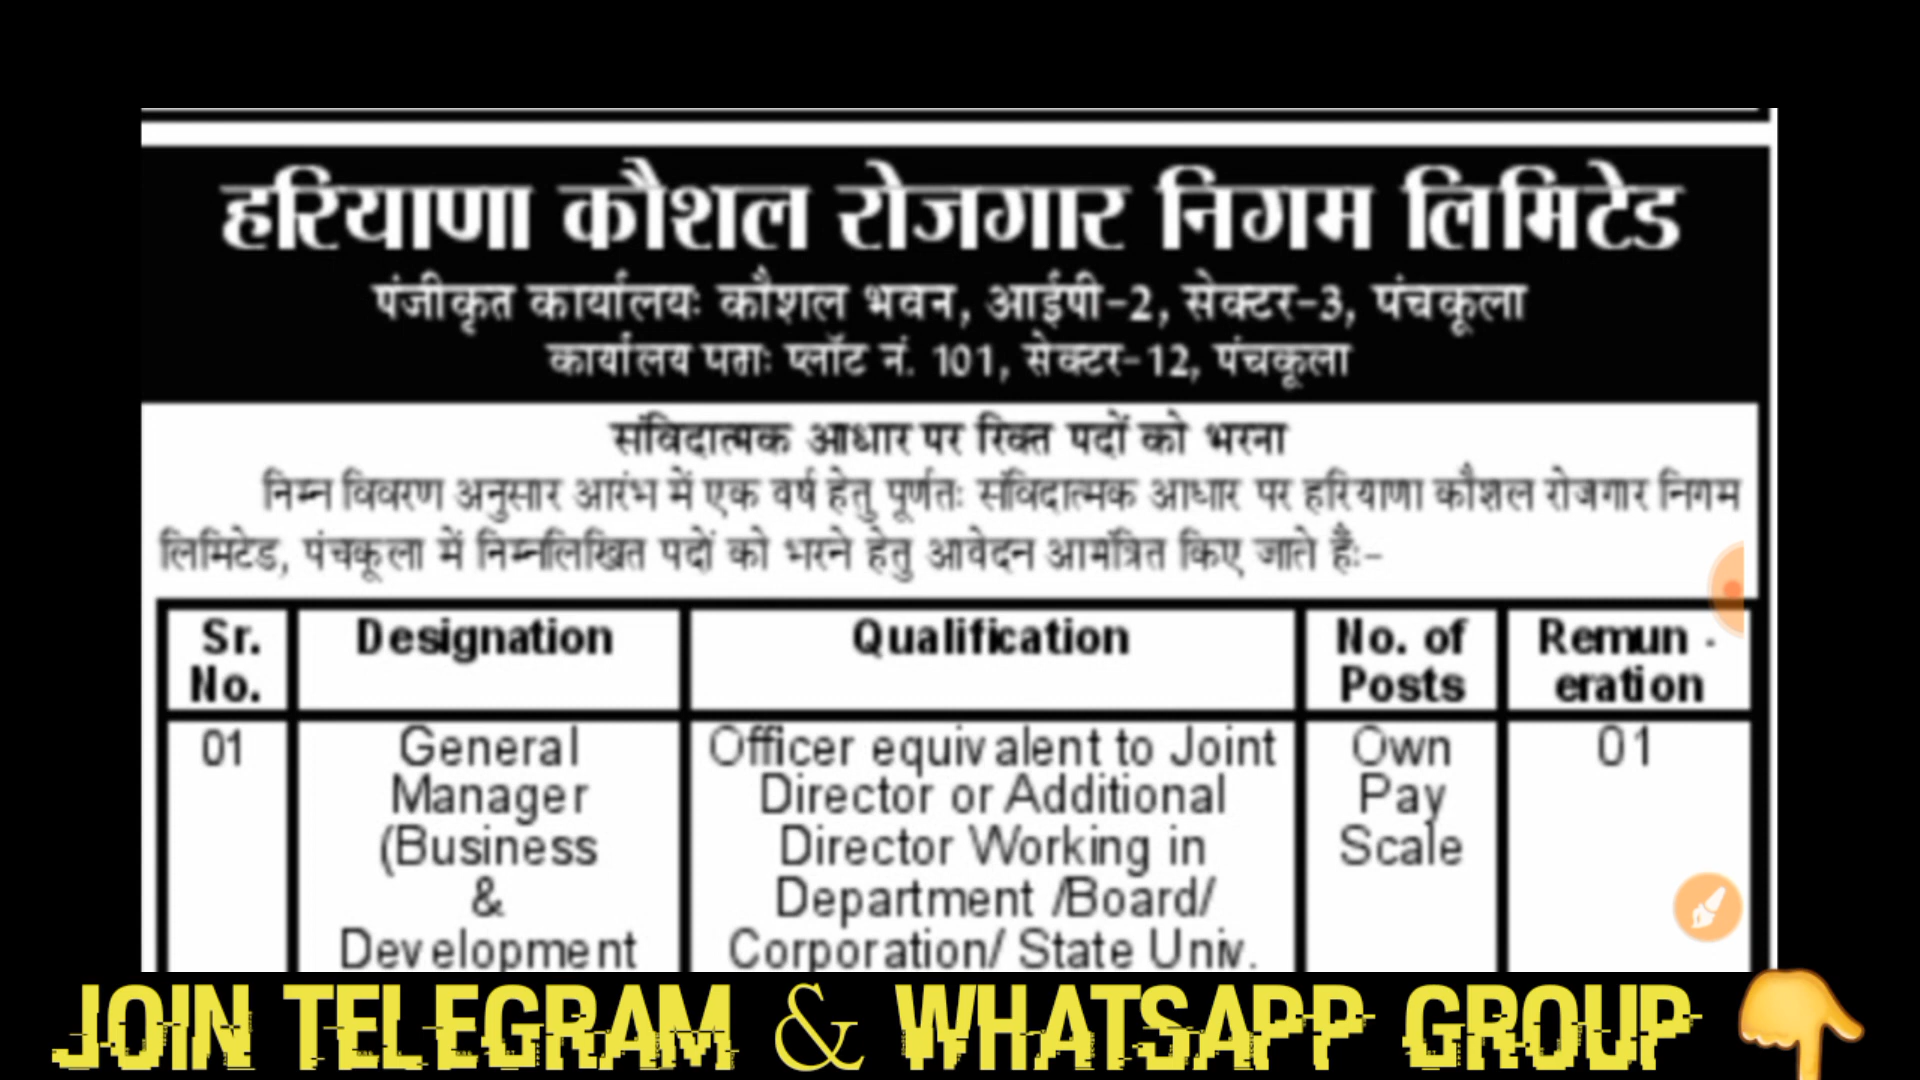 हरियाणा कौशल रोजगार निगम लिमिटेड
पंजीकृत कार्यालयः कौशल भवन, आईपी-2, सेक्टर-3, पंचकूला
कार्यालय पताः प्लॉट नं. 101, सेक्टर-12, पंचकूला
संविदात्मक आधार पर रिक्त पदों को भरना
निम्न विवरण अनुसार आरंभ में एक वर्ष हेतु पूर्णतः संविदात्मक आधार पर हरियाणा कौशल रोजगार निगम
लिमिटेड, पंचकूला में निम्नलिखित पदों को भरने हेतु आवेदन आमंत्रित किए जाते हैः-
Sr. No. Designation Qualification No. of Posts Remun - eration
01 General Manager (Business & Development Officer equivalent to Joint Director or Additional Director Working in Department /Board/ Corporation/ State Univ. Own Pay Scale 01
JOIN TELEGRAM & WHATSAPP GROUP